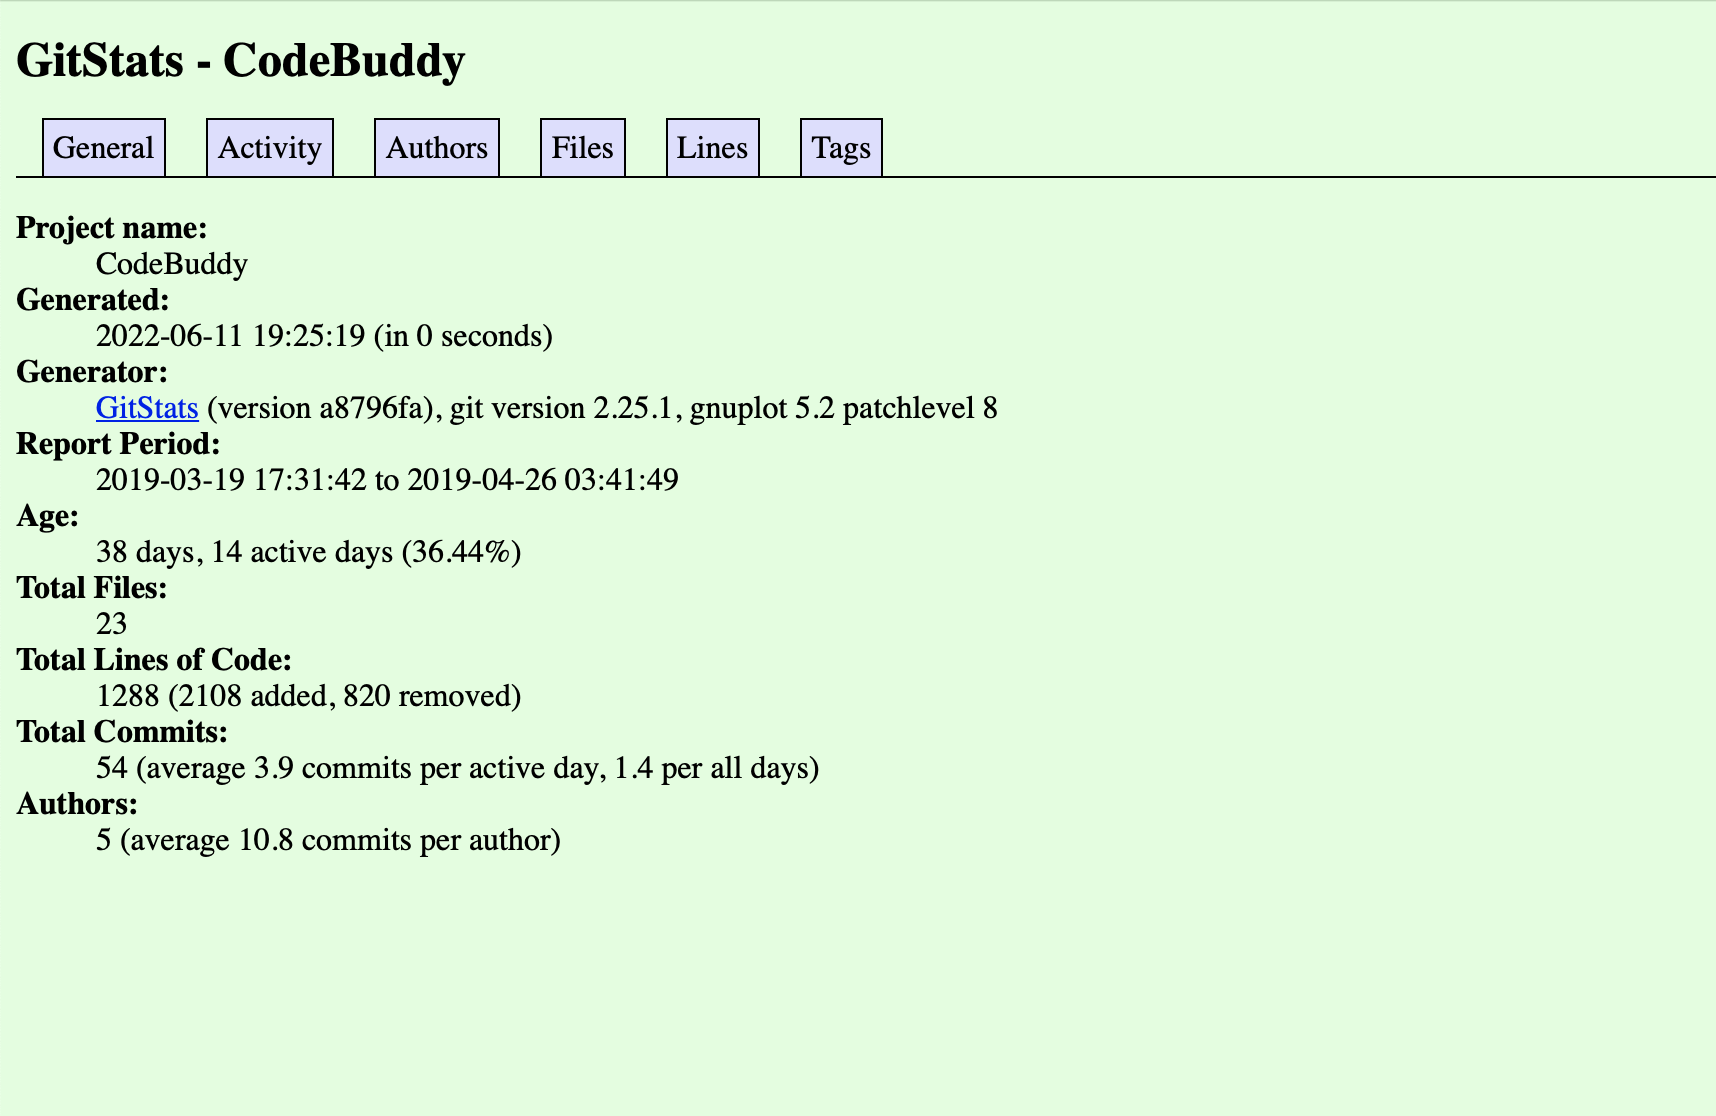 GitStats - CodeBuddy
General Activity Authors Files Lines Tags
Project name:
CodeBuddy
Generated:
2022-06-11 19:25:19 (in 0 seconds)
Generator:
GitStats (version a8796fa), git version 2.25.1, gnuplot 5.2 patchlevel 8
Report Period:
2019-03-19 17:31:42 to 2019-04-26 03:41:49
Age:
38 days, 14 active days (36.44%)
Total Files:
23
Total Lines of Code:
1288 (2108 added, 820 removed)
Total Commits:
54 (average 3.9 commits per active day, 1.4 per all days)
Authors:
5 (average 10.8 commits per author)